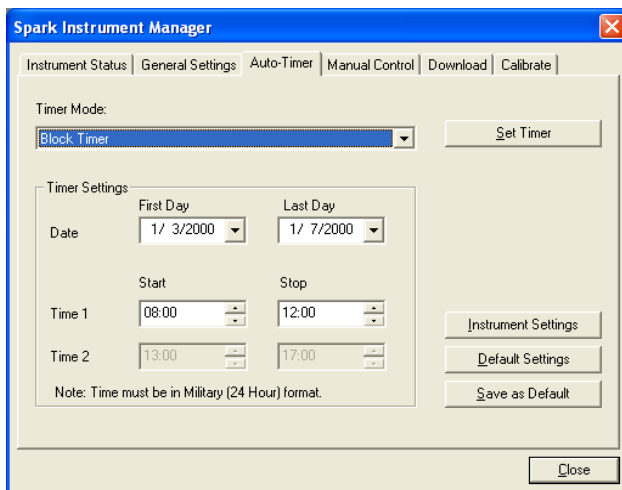 Spark Instrument Manager
Instrument Status General Settings Auto-Timer Manual Control Download Calibrate
Timer Mode:
Block Timer
Set Timer
Timer Settings
First Day Last Day
Date 1/ 3/2000 1/ 7/2000
Start Stop
Time 1 08:00 12:00
Instrument Settings
Time 2 13:00 17:00
Default Settings
Note: Time must be in Military (24 Hour) format.
Save as Default
Close